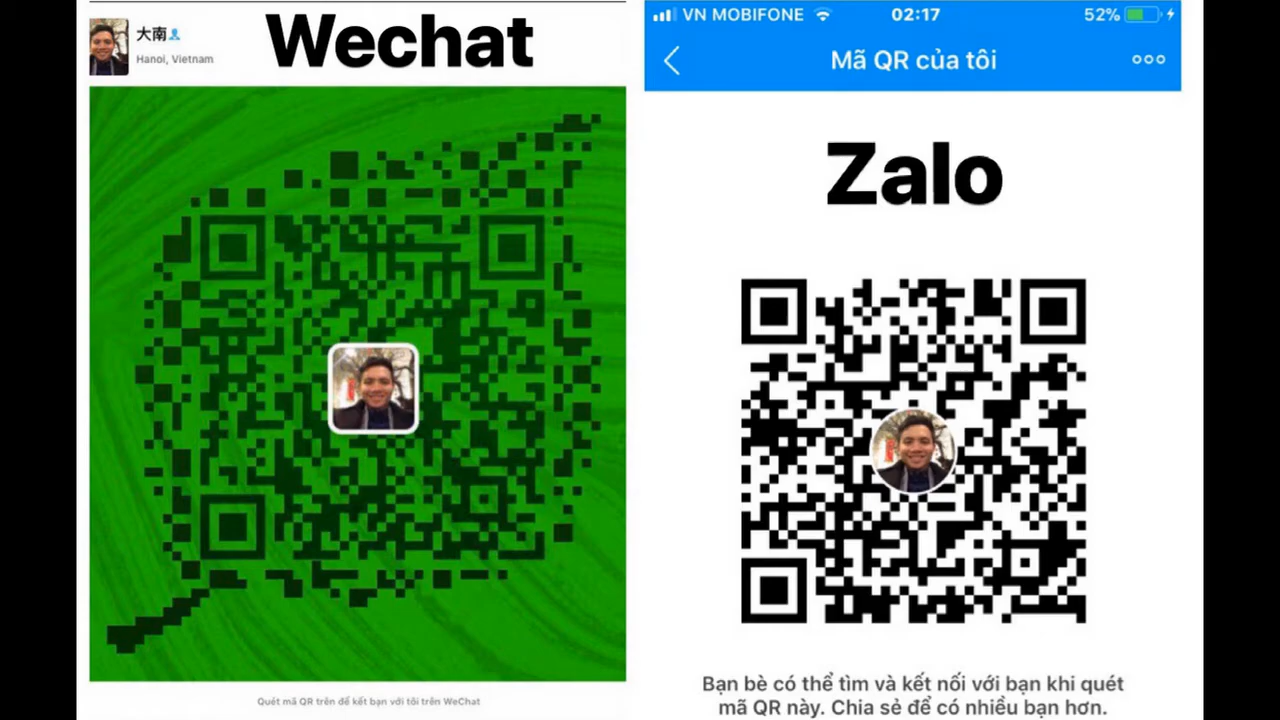 大南
Hanoi, Vietnam
Wechat
Quét mã QR trên để kết bạn với tôi trên WeChat
VN MOBIFONE 02:17 52%
Mã QR của tôi
Zalo
Bạn bè có thể tìm và kết nối với bạn khi quét
mã QR này. Chia sẻ để có nhiều bạn hơn.